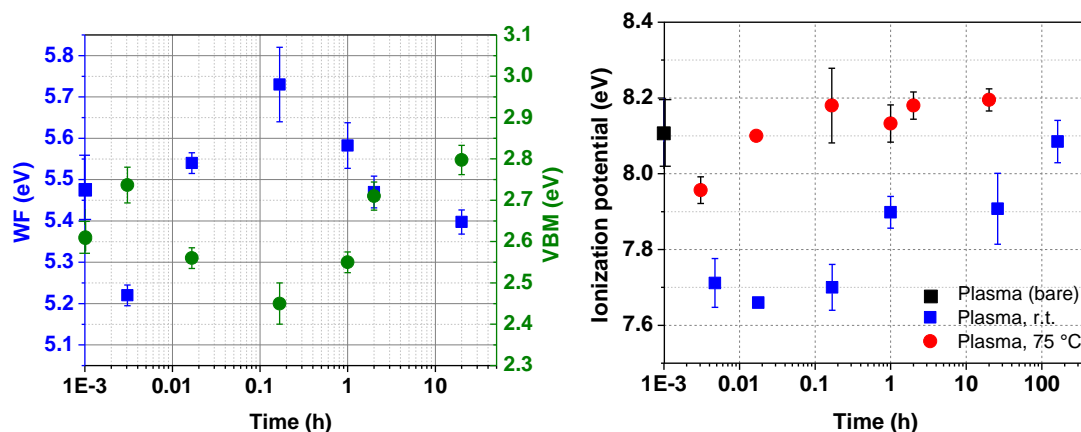 5.8
5.7
5.6
5.5
5.4
5.3
5.2
5.1
WF (eV)
3.1
3.0
2.9
2.8
2.7
2.6
2.5
2.4
2.3
VBM (eV)
1E-3 0.01 0.1 1 10
Time (h)
8.4
8.2
8.0
7.8
7.6
Ionization potential (eV)
Plasma (bare)
Plasma, r.t.
Plasma, 75 °C
1E-3 0.01 0.1 1 10 100
Time (h)